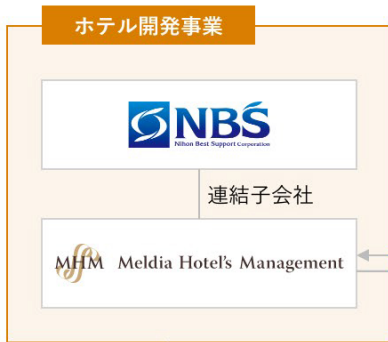 ホテル開発事業
NBS
Nihon Best Support Corporation
連結子会社
MHM Meldia Hotel's Management